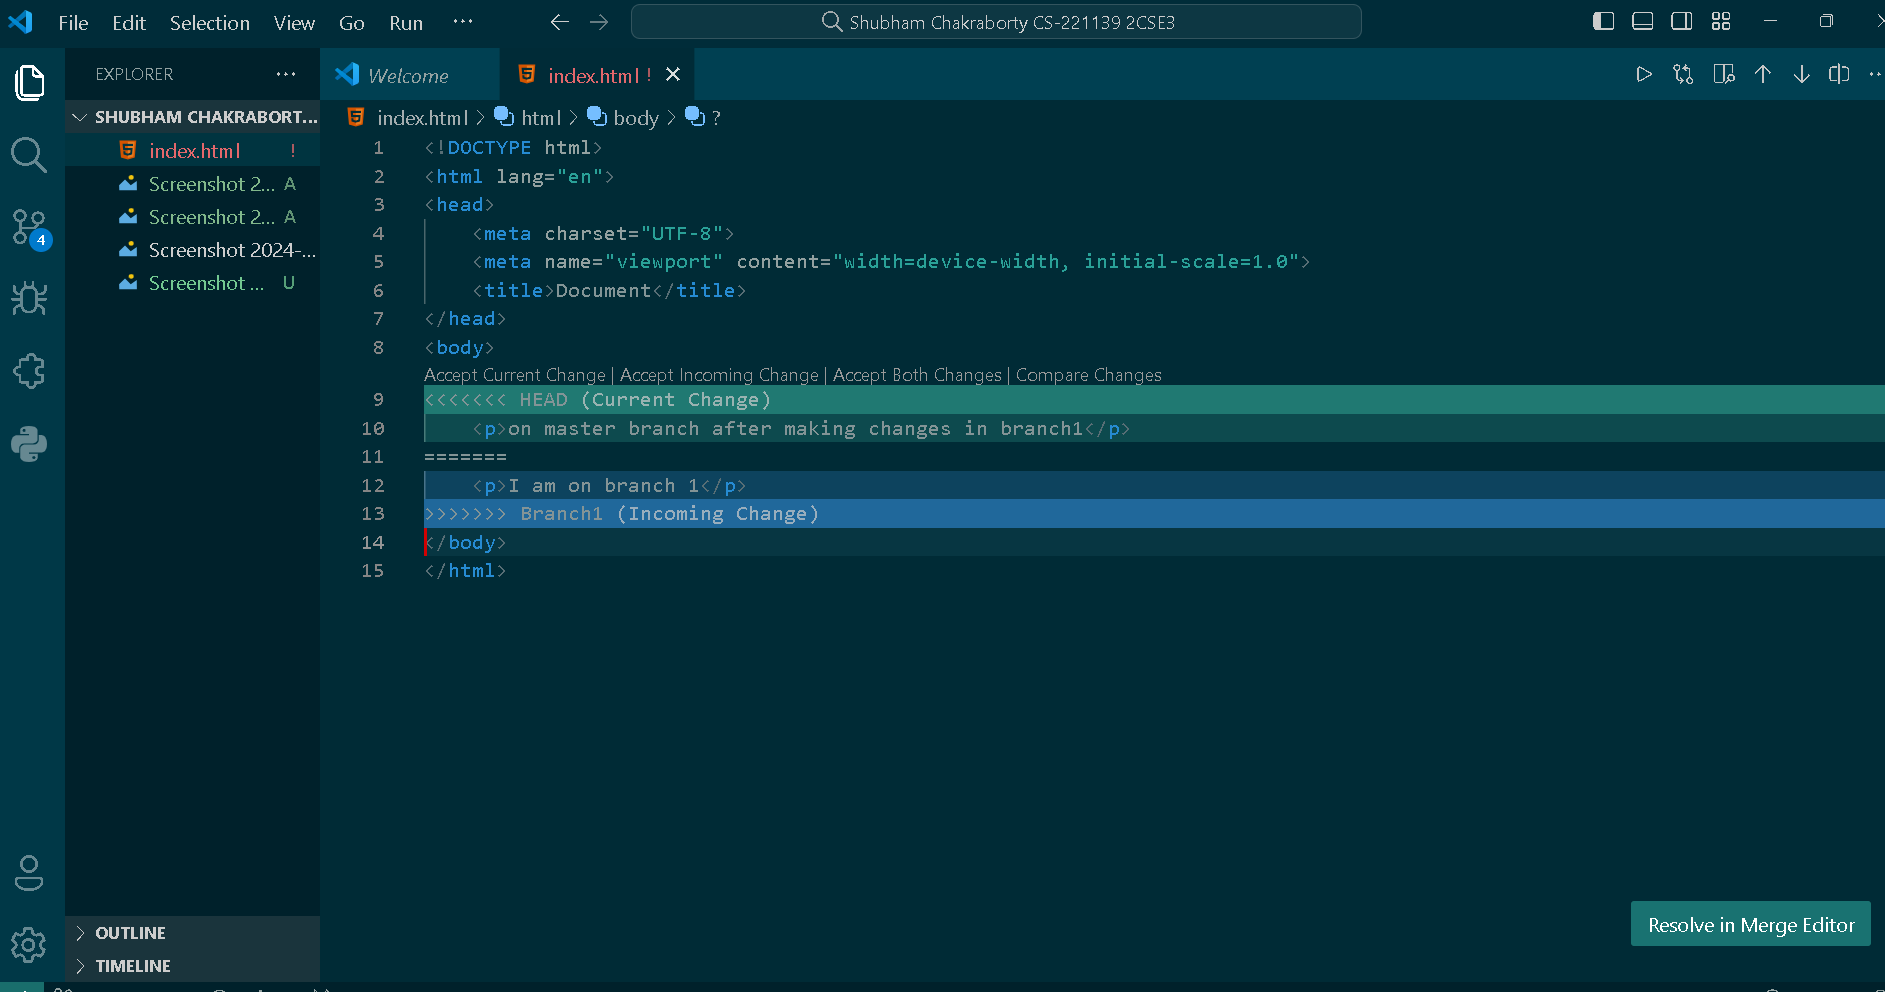 File Edit Selection View Go Run ···
Shubham Chakraborty CS-221139 2CSE3
EXPLORER ···
Welcome
index.html !
SHUBHAM CHAKRABORT...
index.html !
Screenshot 2... A
Screenshot 2... A
Screenshot 2024-...
Screenshot ... U
4
index.html > html > body > ?
1 <!DOCTYPE html>
2 <html lang="en">
3 <head>
4 <meta charset="UTF-8">
5 <meta name="viewport" content="width=device-width, initial-scale=1.0">
6 <title>Document</title>
7 </head>
8 <body>
Accept Current Change | Accept Incoming Change | Accept Both Changes | Compare Changes
9 <<<<<<< HEAD (Current Change)
10 <p>on master branch after making changes in branch1</p>
11 =======
12 <p>I am on branch 1</p>
13 >>>>>>> Branch1 (Incoming Change)
14 </body>
15 </html>
OUTLINE
TIMELINE
Resolve in Merge Editor